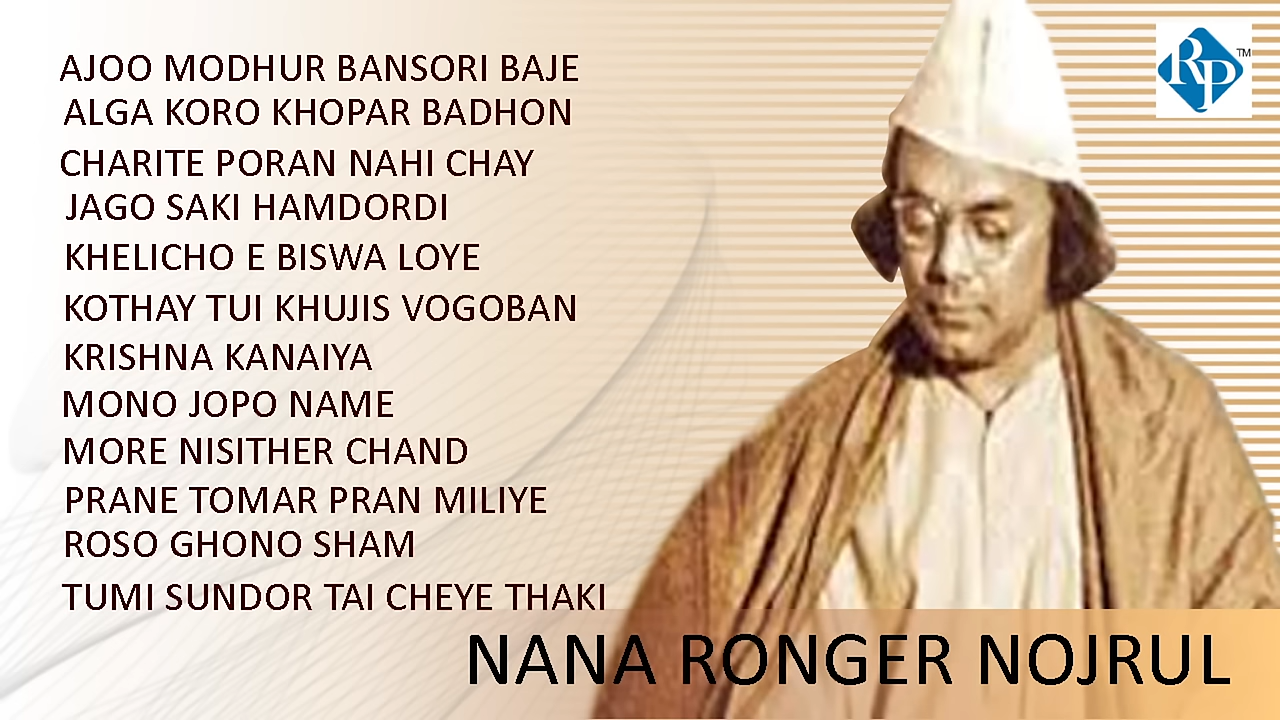 AJOO MODHUR BANSORI BAJE
ALGA KORO KHOPAR BADHON
CHARITE PORAN NAHI CHAY
JAGO SAKI HAMDORDI
KHELICHO E BISWA LOYE
KOTHAY TUI KHUJIS VOGOBAN
KRISHNA KANAIYA
MONO JOPO NAME
MORE NISITHER CHAND
PRANE TOMAR PRAN MILIYE
ROSO GHONO SHAM
TUMI SUNDOR TAI CHEYE THAKI
NANA RONGER NOJRUL
RP™